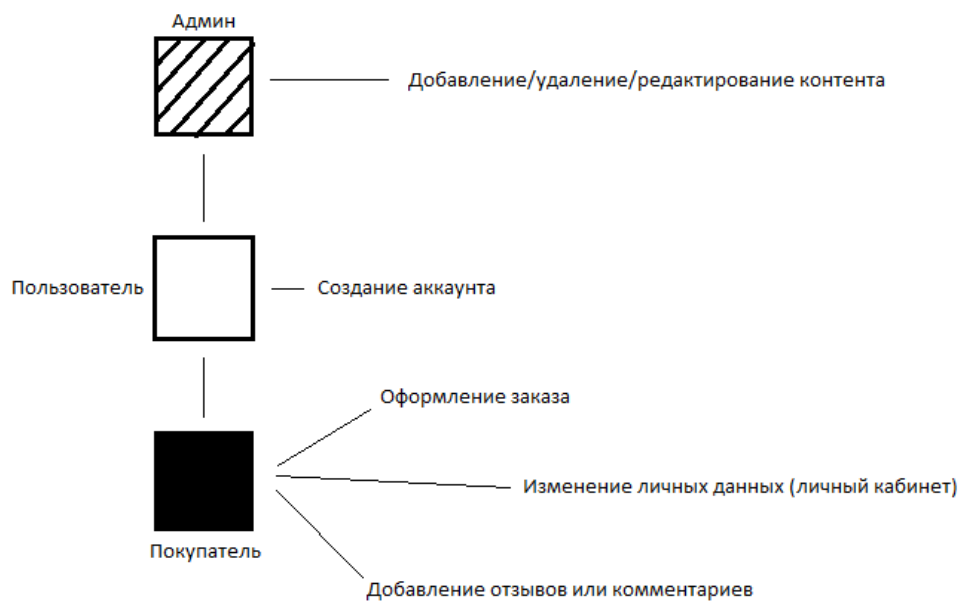 Админ
Добавление/удаление/редактирование контента
Пользователь
Создание аккаунта
Оформление заказа
Изменение личных данных (личный кабинет)
Покупатель
Добавление отзывов или комментариев